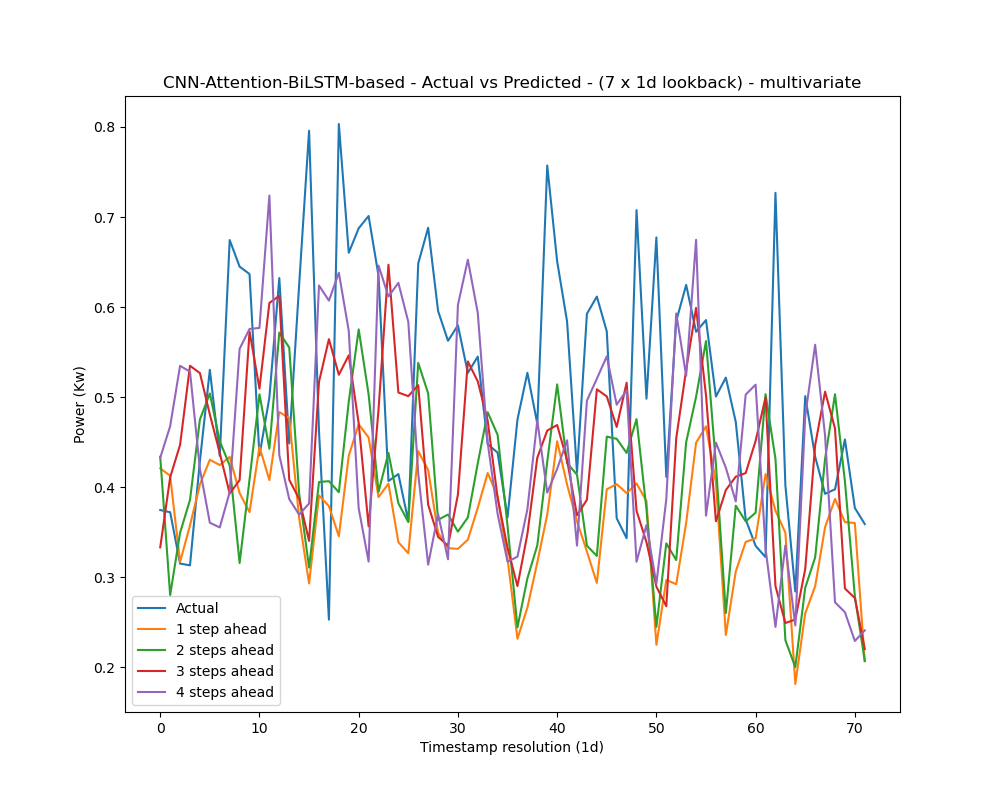 CNN-Attention-BiLSTM-based - Actual vs Predicted - (7 x 1d lookback) - multivariate
0.8
0.7
0.6
0.5
0.4
0.3
0.2
Power (Kw)
Actual
1 step ahead
2 steps ahead
3 steps ahead
4 steps ahead
0 10 20 30 40 50 60 70
Timestamp resolution (1d)